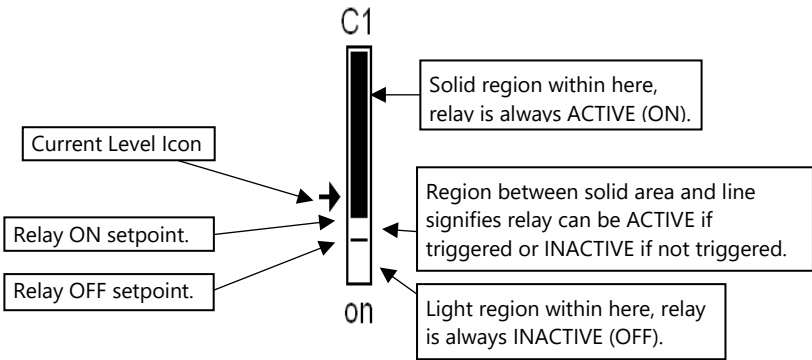 C1
Solid region within here,
relay is always ACTIVE (ON).
Current Level Icon
Region between solid area and line
signifies relay can be ACTIVE if
triggered or INACTIVE if not triggered.
Relay ON setpoint.
Relay OFF setpoint.
Light region within here, relay
is always INACTIVE (OFF).
on